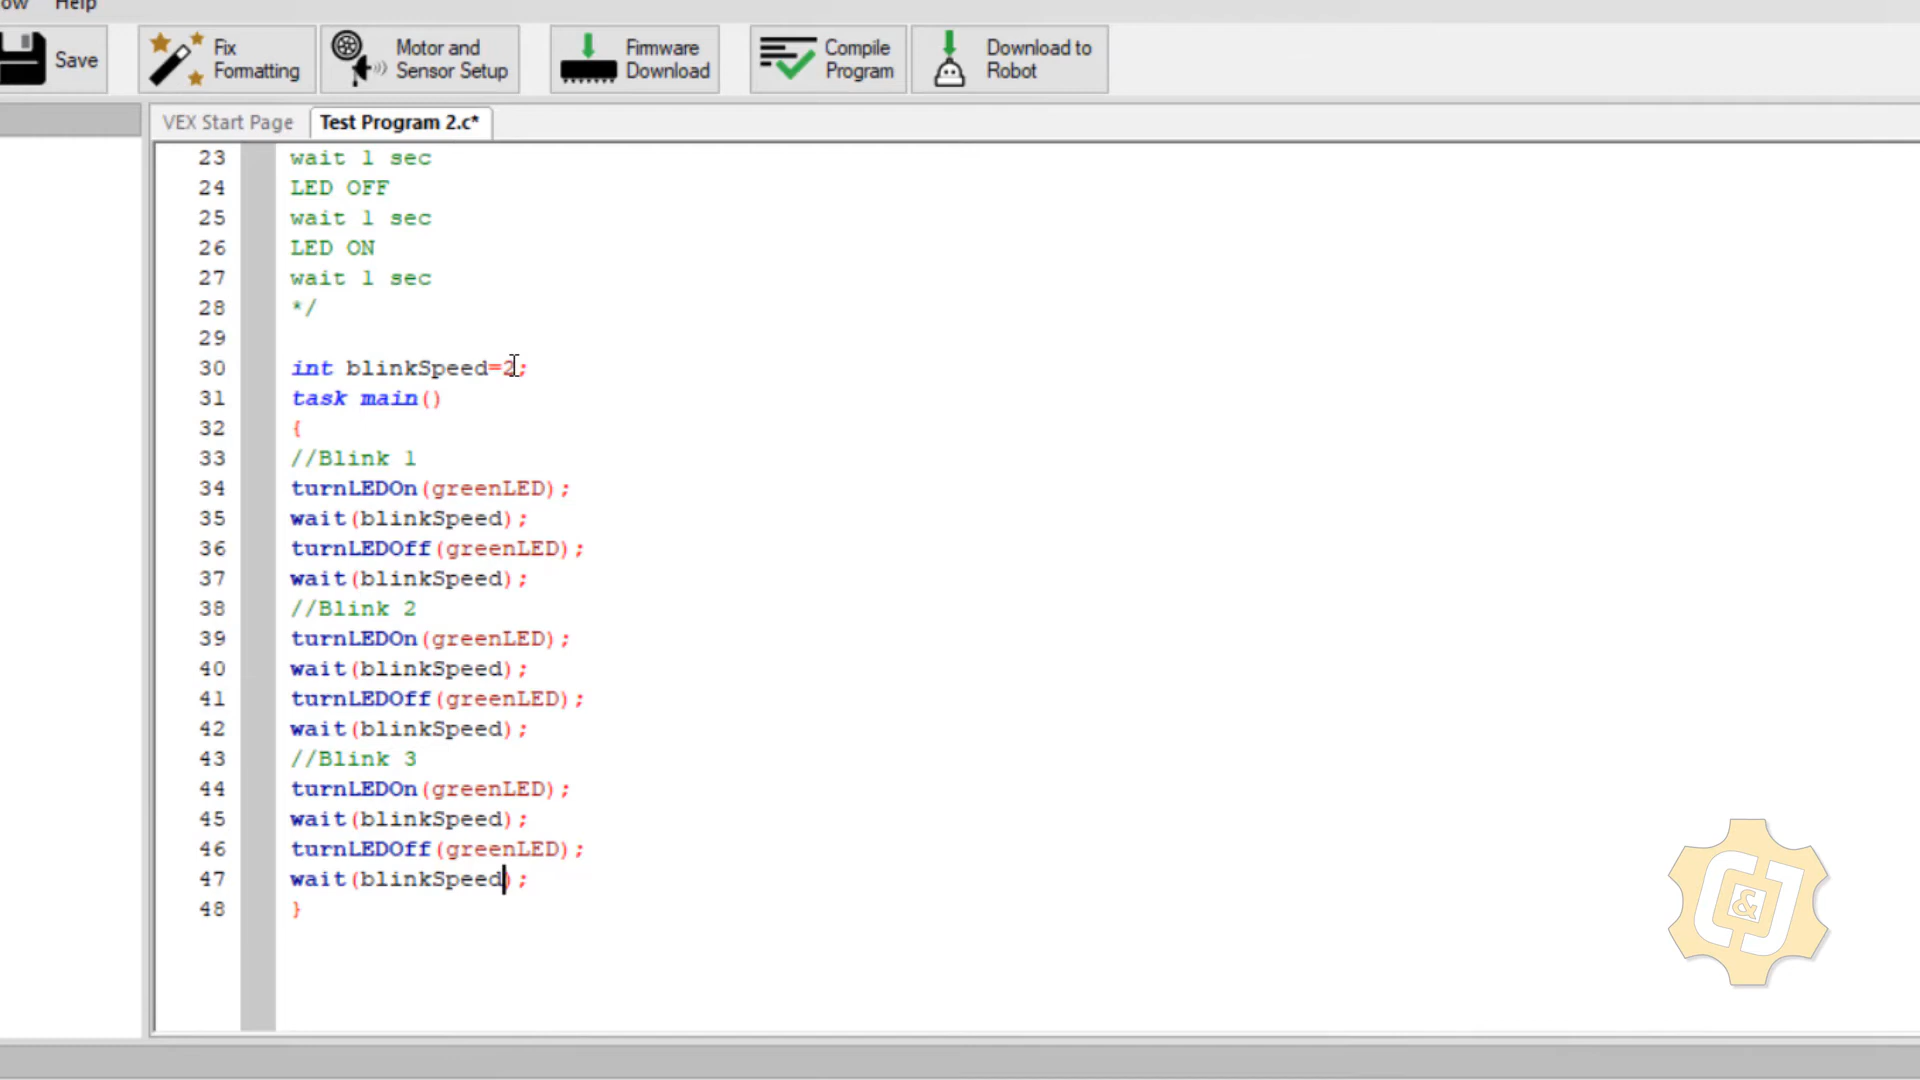 Help
Save
Fix
Formatting
Motor and
Sensor Setup
Firmware
Download
Compile
Program
Download to
Robot
VEX Start Page
Test Program 2.c*
23 wait 1 sec
24 LED OFF
25 wait 1 sec
26 LED ON
27 wait 1 sec
28 */
29
30 int blinkSpeed=2;
31 task main()
32 {
33 //Blink 1
34 turnLEDOn(greenLED);
35 wait(blinkSpeed);
36 turnLEDOff(greenLED);
37 wait(blinkSpeed);
38 //Blink 2
39 turnLEDOn(greenLED);
40 wait(blinkSpeed);
41 turnLEDOff(greenLED);
42 wait(blinkSpeed);
43 //Blink 3
44 turnLEDOn(greenLED);
45 wait(blinkSpeed);
46 turnLEDOff(greenLED);
47 wait(blinkSpeed);
48 }
C&J